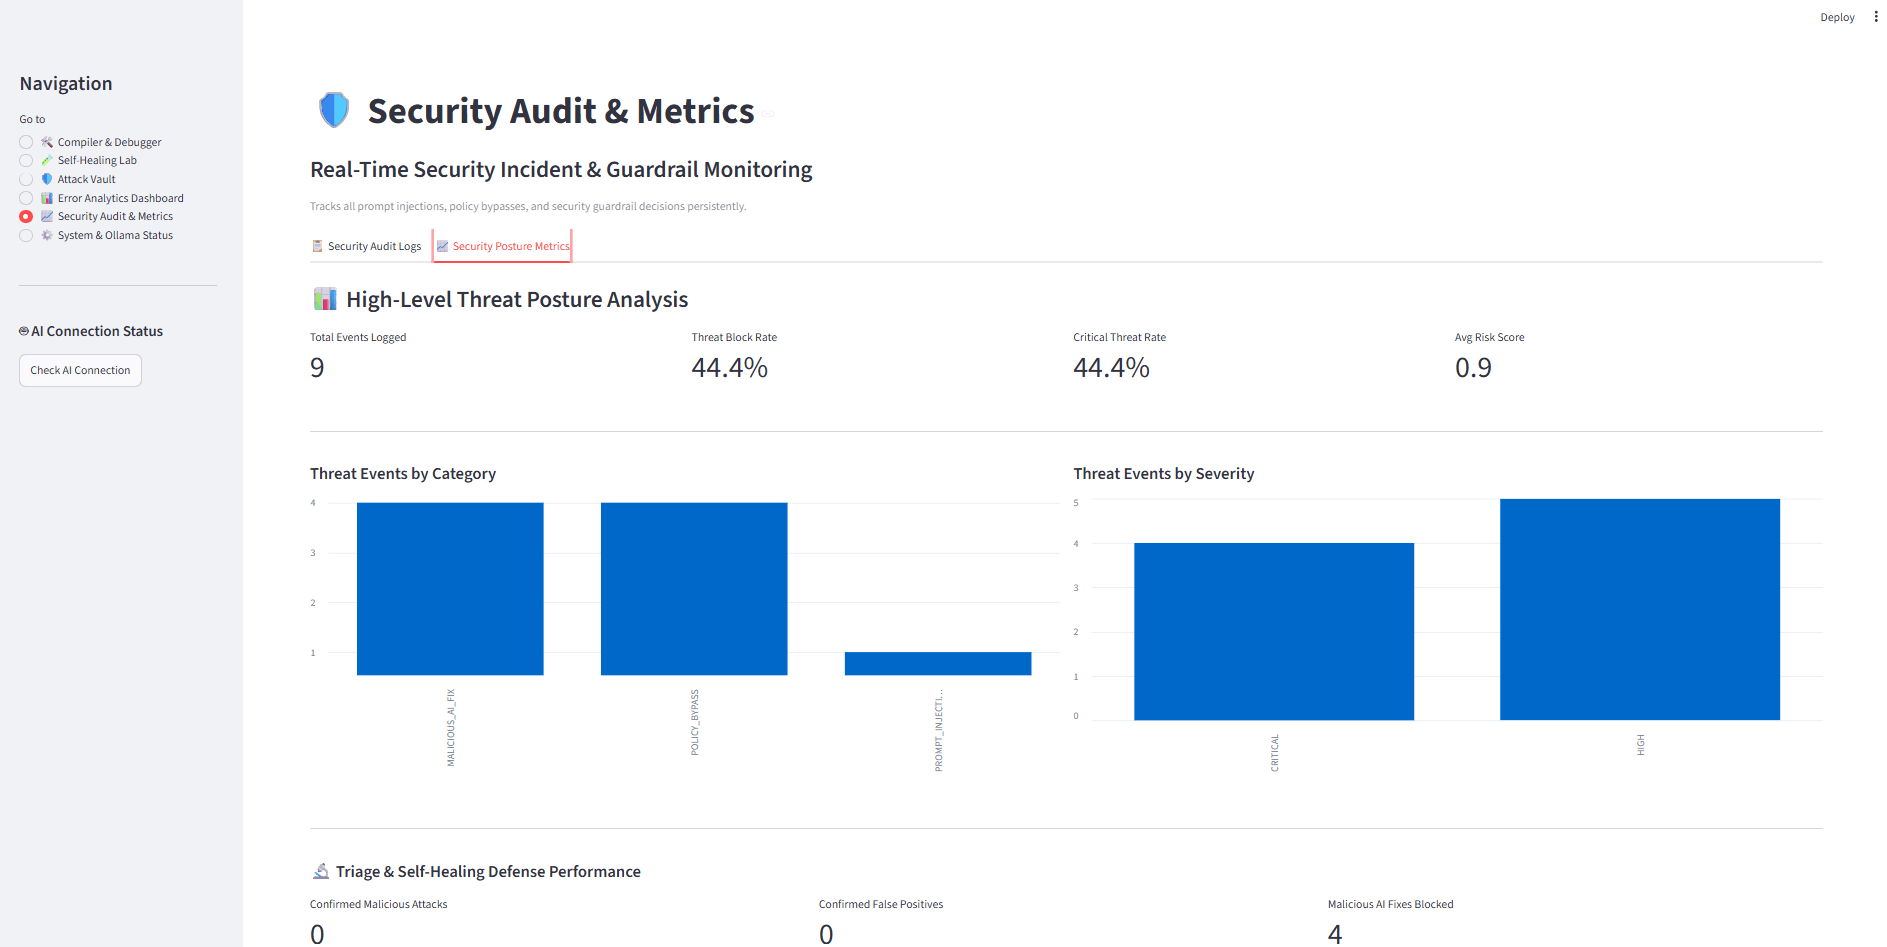 Deploy
Navigation
Go to
Compiler & Debugger
Self-Healing Lab
Attack Vault
Error Analytics Dashboard
Security Audit & Metrics
System & Ollama Status
AI Connection Status
Check AI Connection
Security Audit & Metrics
Real-Time Security Incident & Guardrail Monitoring
Tracks all prompt injections, policy bypasses, and security guardrail decisions persistently.
Security Audit Logs
Security Posture Metrics
High-Level Threat Posture Analysis
Total Events Logged
9
Threat Block Rate
44.4%
Critical Threat Rate
44.4%
Avg Risk Score
0.9
Threat Events by Category
4
3
2
1
MALICIOUS_AI_FIX
POLICY_BYPASS
PROMPT_INJECTI...
Threat Events by Severity
5
4
3
2
1
0
CRITICAL
HIGH
Triage & Self-Healing Defense Performance
Confirmed Malicious Attacks
0
Confirmed False Positives
0
Malicious AI Fixes Blocked
4